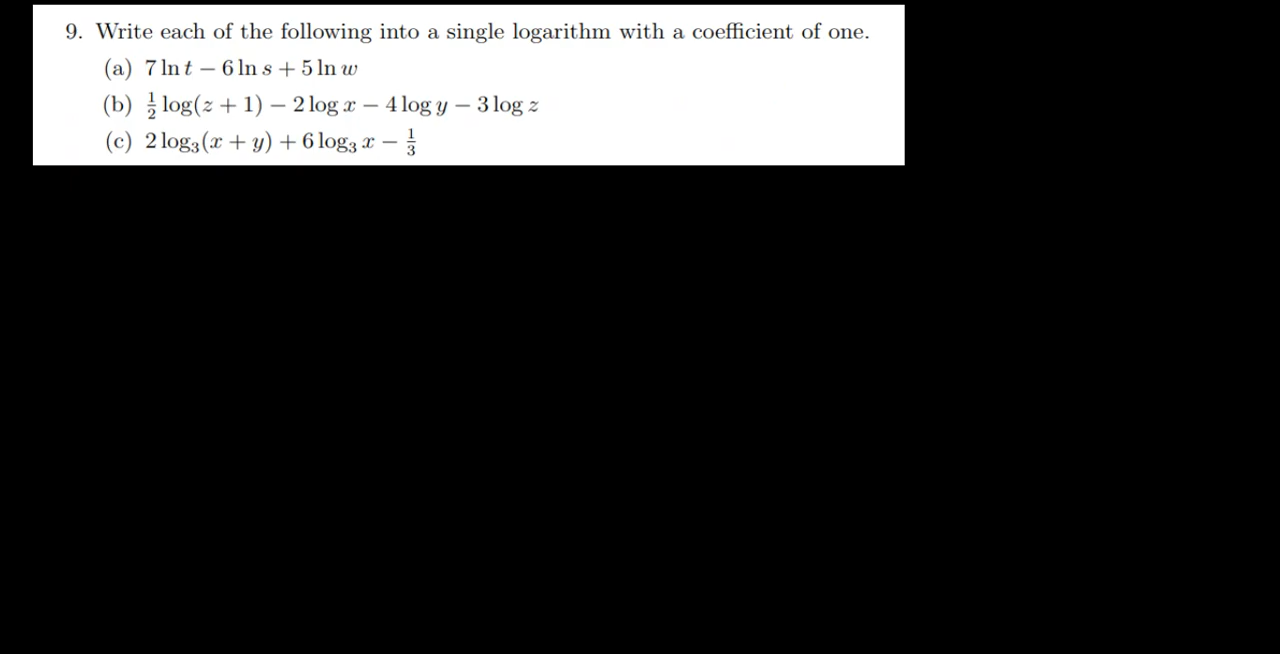 9. Write each of the following into a single logarithm with a coefficient of one.
(a) 7 ln t − 6 ln s + 5 ln w
(b) ½ log(z + 1) − 2 log x − 4 log y − 3 log z
(c) 2 log₃(x + y) + 6 log₃ x − ⅓